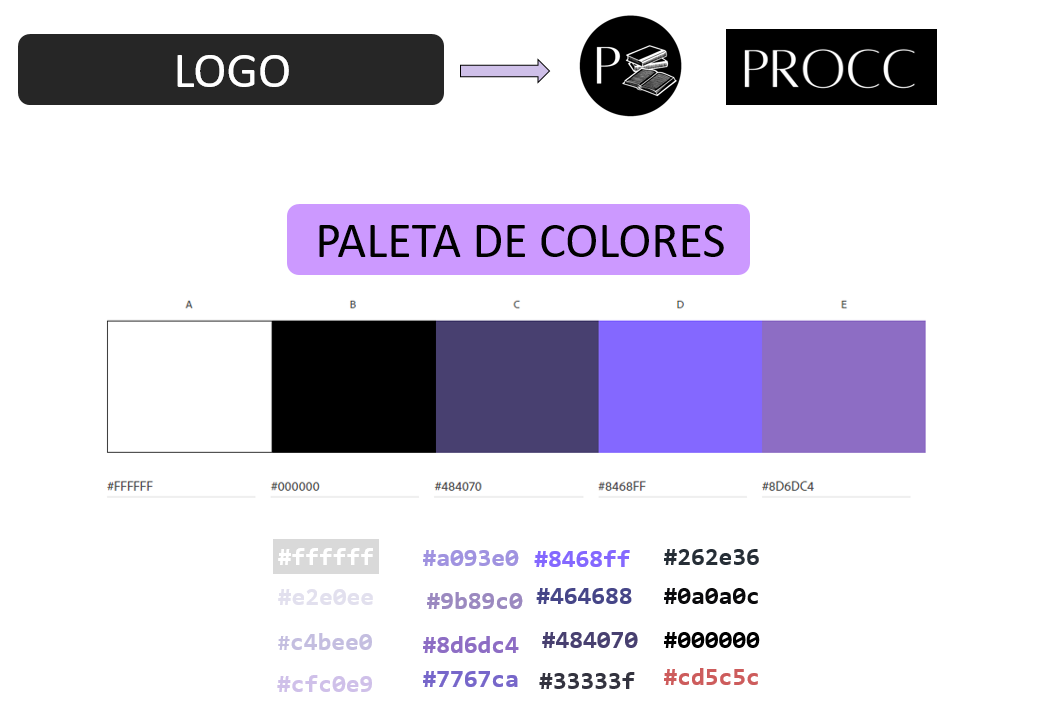 LOGO
P
PROCC
PALETA DE COLORES
A B C D E
#FFFFFF #000000 #484070 #8468FF #8D6DC4
#ffffff #a093e0 #8468ff #262e36
#e2e0ee #9b89c0 #464688 #0a0a0c
#c4bee0 #8d6dc4 #484070 #000000
#cfc0e9 #7767ca #33333f #cd5c5c